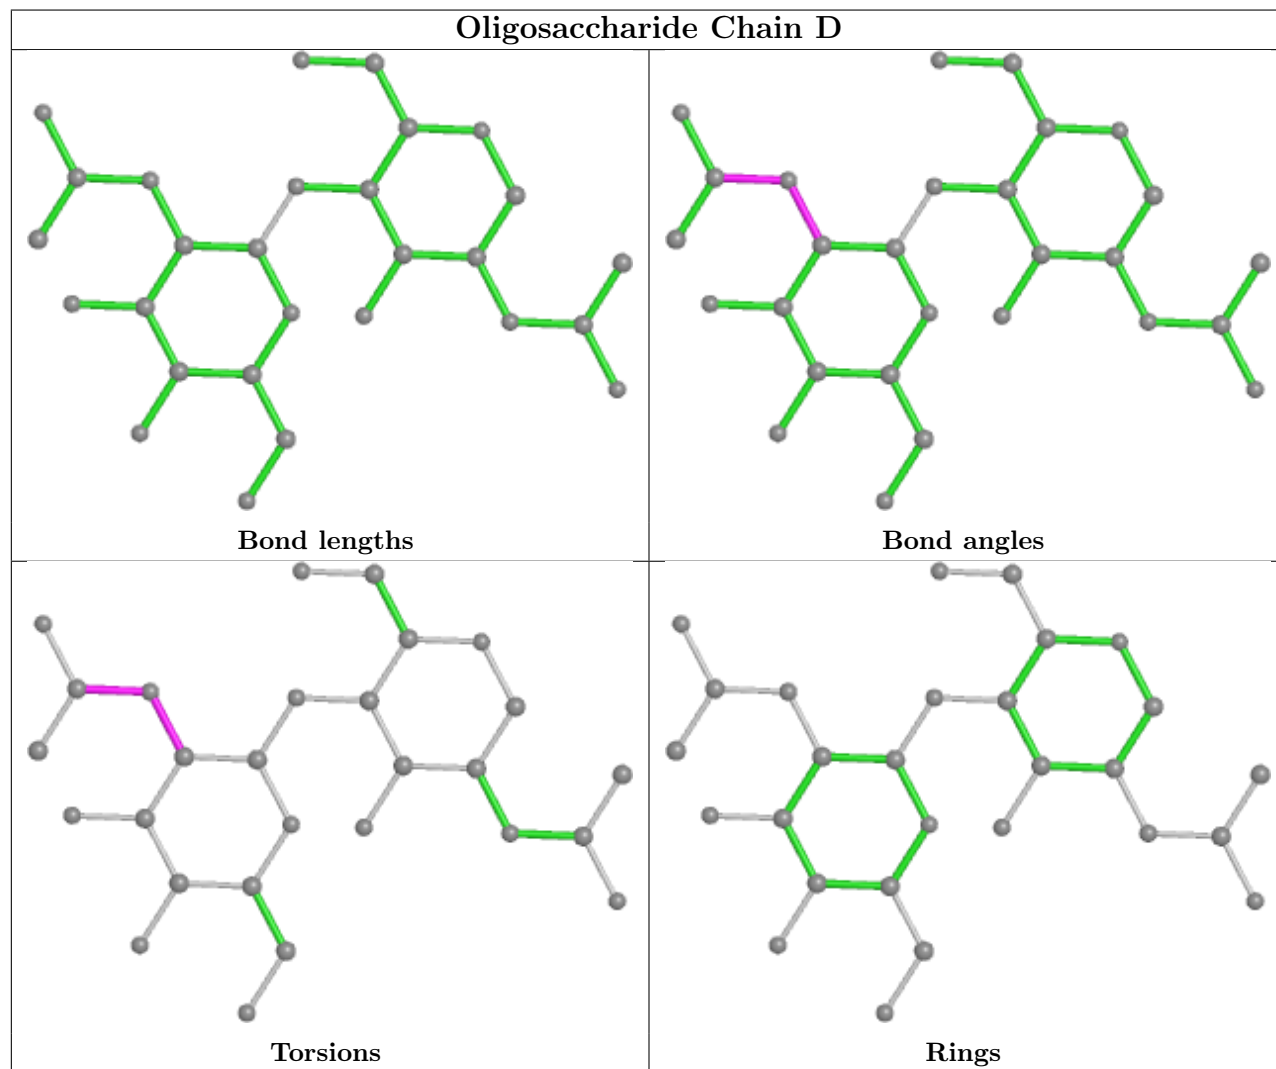 Oligosaccharide Chain D
Bond lengths
Bond angles
Torsions
Rings